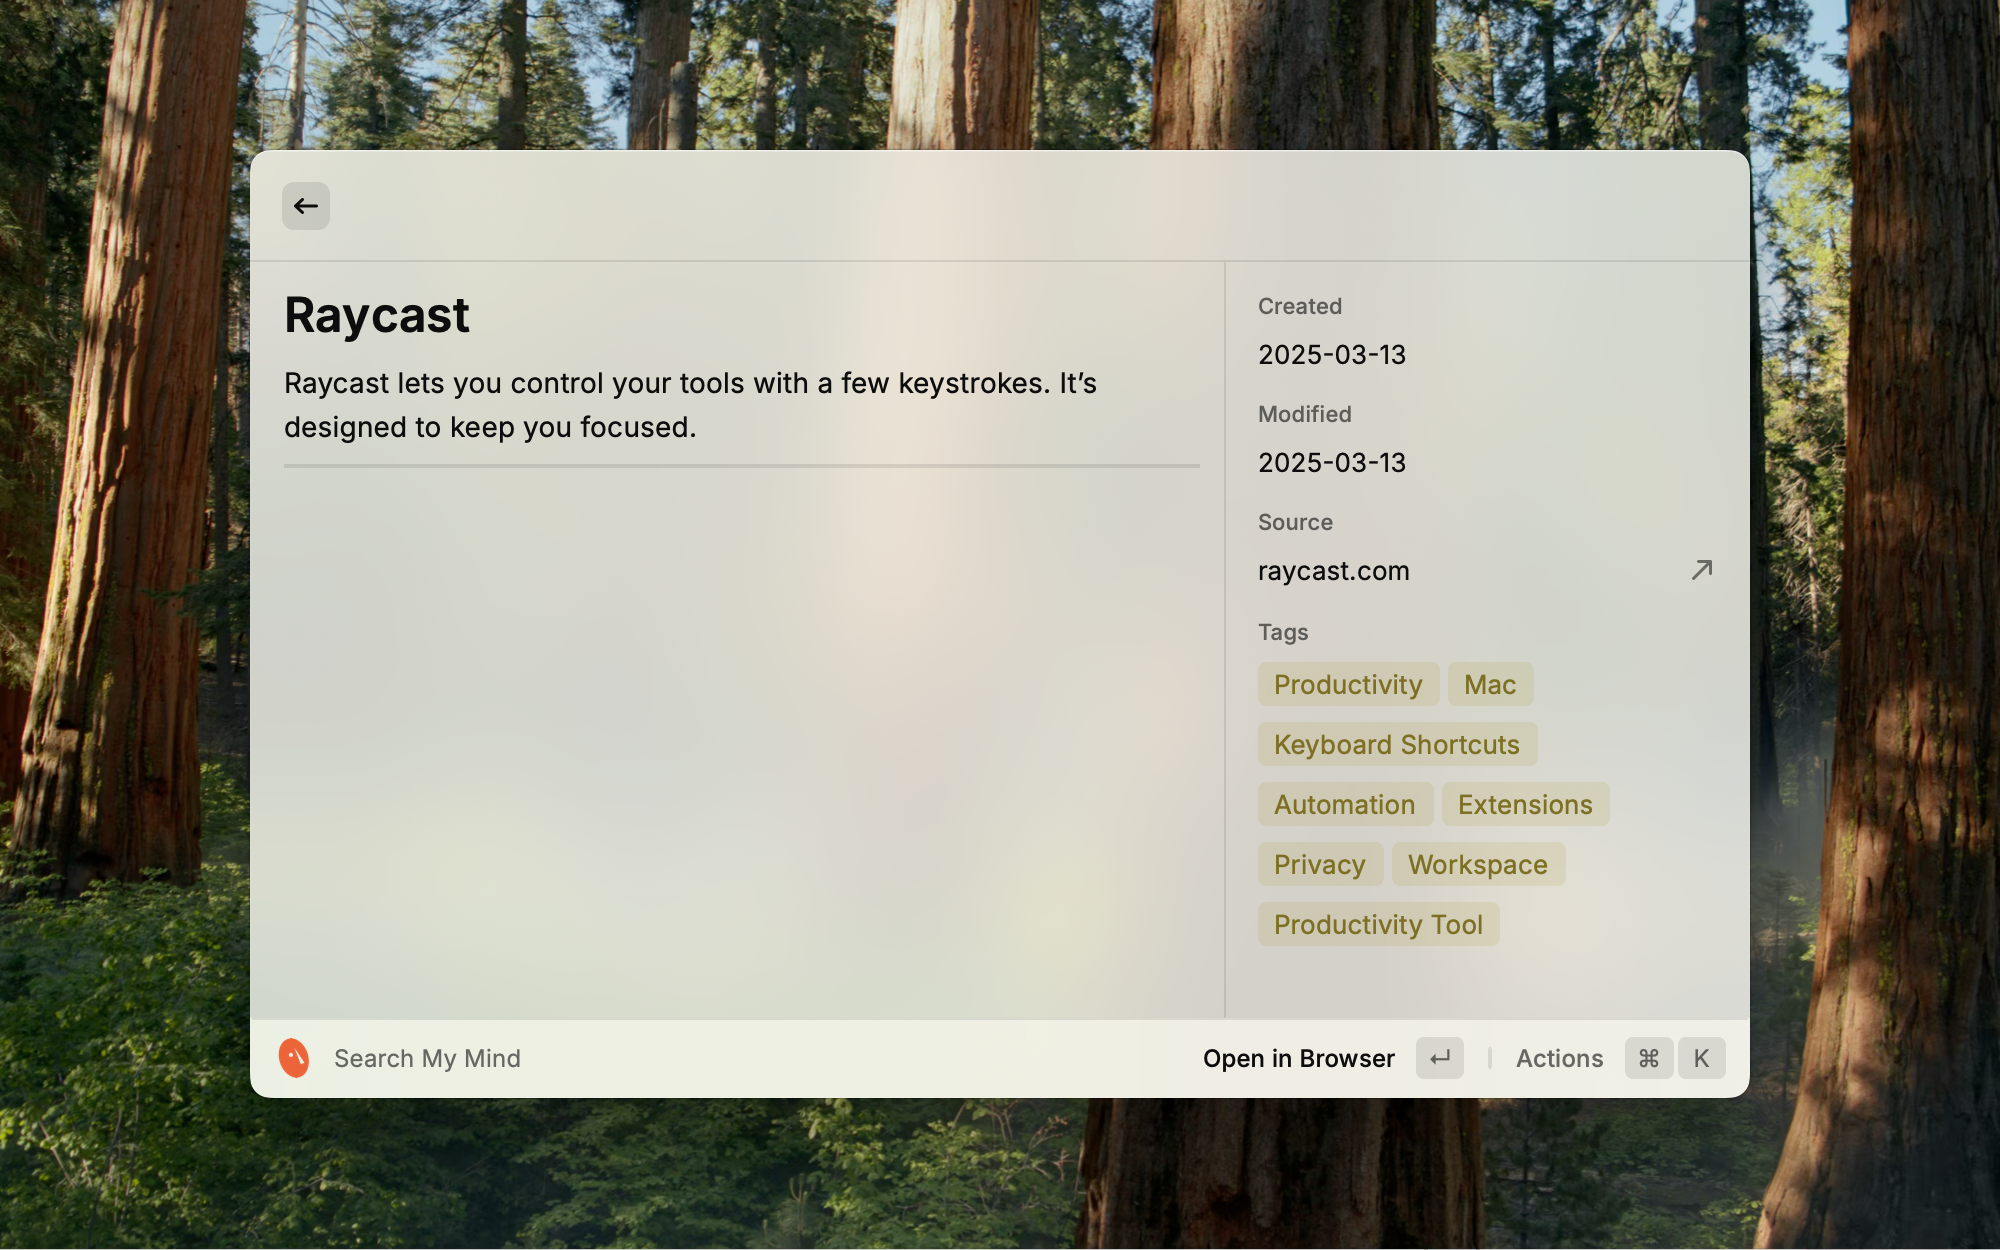 Raycast
Raycast lets you control your tools with a few keystrokes. It’s
designed to keep you focused.
Created
2025-03-13
Modified
2025-03-13
Source
raycast.com
Tags
Productivity Mac
Keyboard Shortcuts
Automation Extensions
Privacy Workspace
Productivity Tool
Search My Mind
Open in Browser ↵ Actions ⌘ K